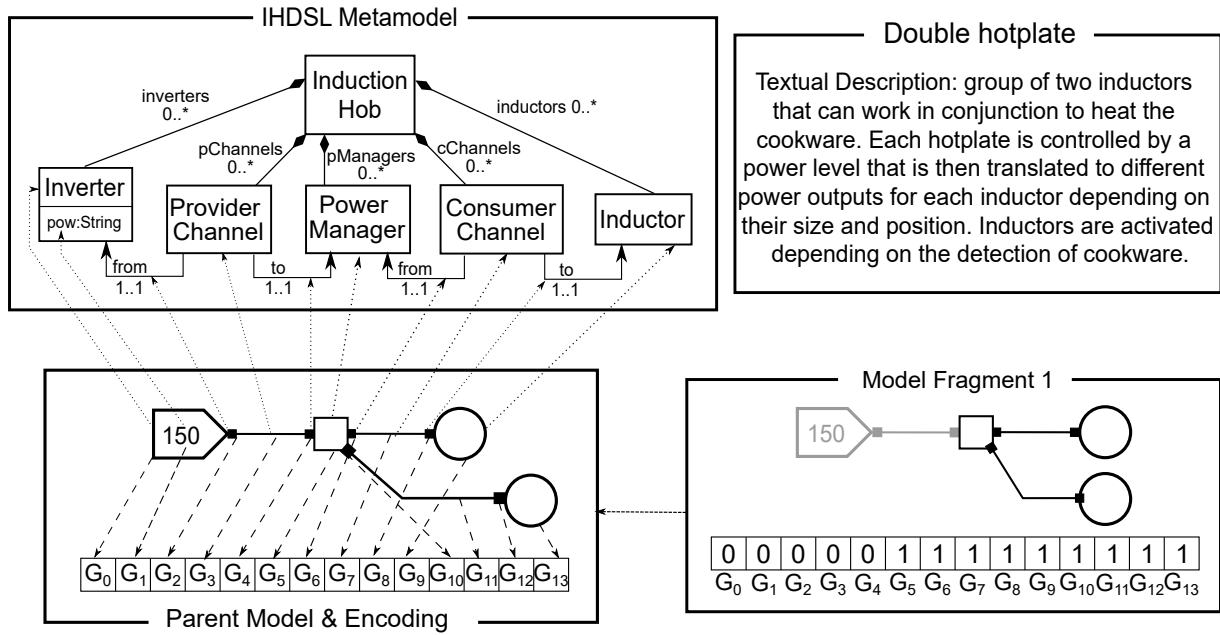 IHDSL Metamodel
Induction
Hob
inverters
0..*
inductors 0..*
pChannels
0..*
pManagers
0..*
cChannels
0..*
Inverter
pow:String
Provider
Channel
Power
Manager
Consumer
Channel
Inductor
from
1..1
to
1..1
from
1..1
to
1..1
Double hotplate
Textual Description: group of two inductors
that can work in conjunction to heat the
cookware. Each hotplate is controlled by a
power level that is then translated to different
power outputs for each inductor depending on
their size and position. Inductors are activated
depending on the detection of cookware.
150
G0 G1 G2 G3 G4 G5 G6 G7 G8 G9 G10 G11 G12 G13
Parent Model & Encoding
Model Fragment 1
150
0 0 0 0 0 1 1 1 1 1 1 1 1 1
G0 G1 G2 G3 G4 G5 G6 G7 G8 G9 G10 G11 G12 G13